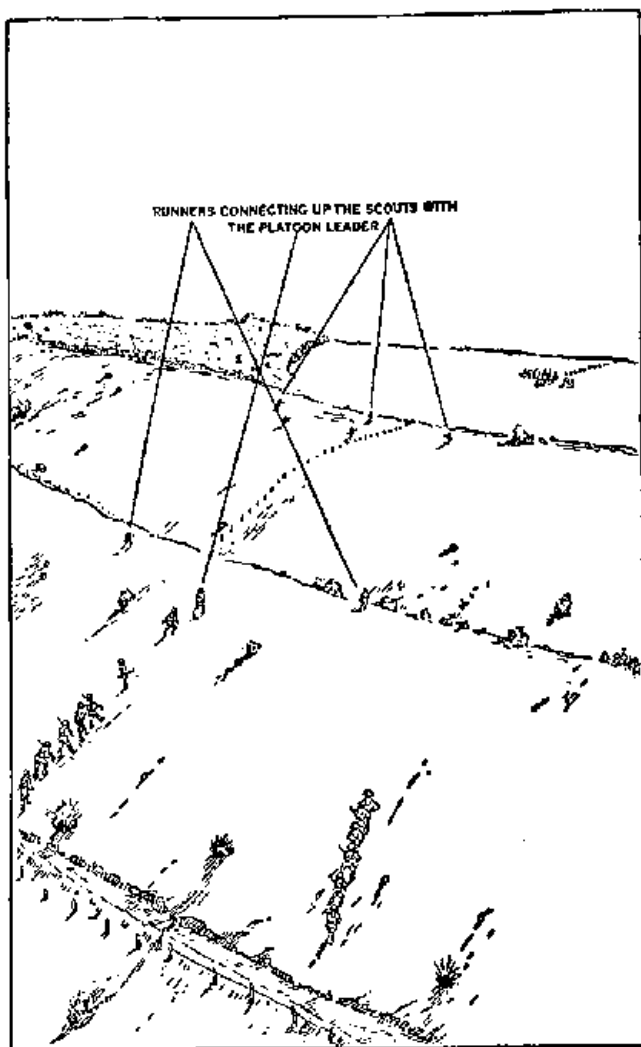 RUNNERS CONNECTING UP THE SCOUTS WITH
THE PLATOON LEADER